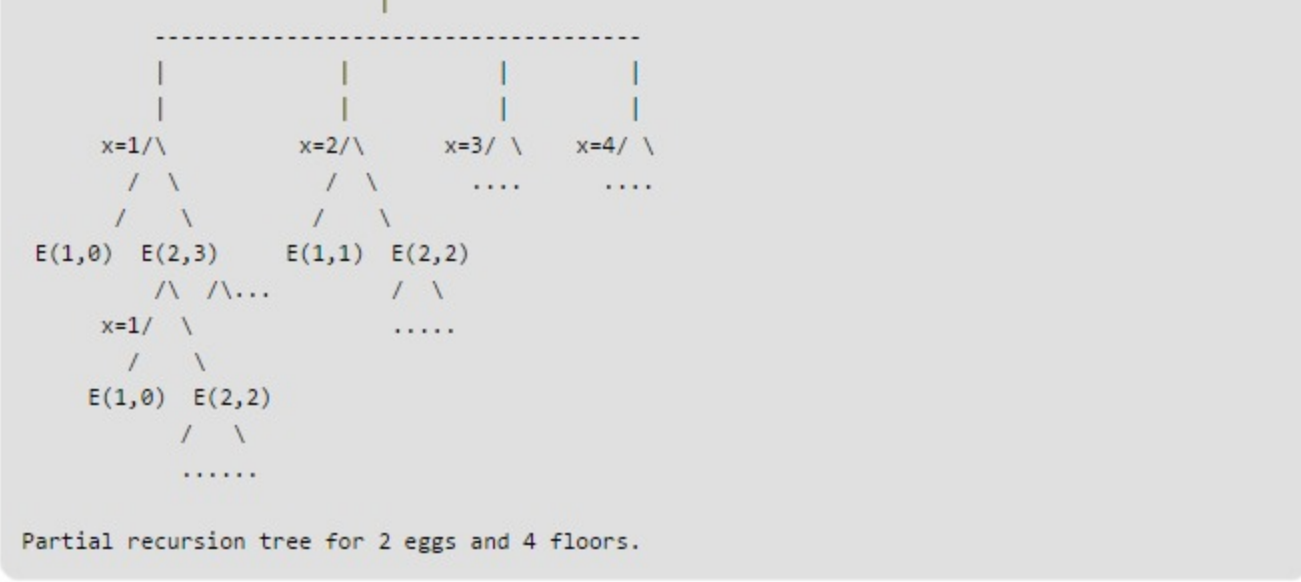 |
          -------------------------------------
          |             |           |         |
          |             |           |         |
      x=1/\          x=2/\      x=3/ \    x=4/ \
        /  \           /  \       ....      ....
       /    \         /    \
 E(1,0)  E(2,3)     E(1,1)  E(2,2)
          /\  /\...         /  \
      x=1/  \               .....
        /    \
     E(1,0)  E(2,2)
            /   \
            ......
Partial recursion tree for 2 eggs and 4 floors.